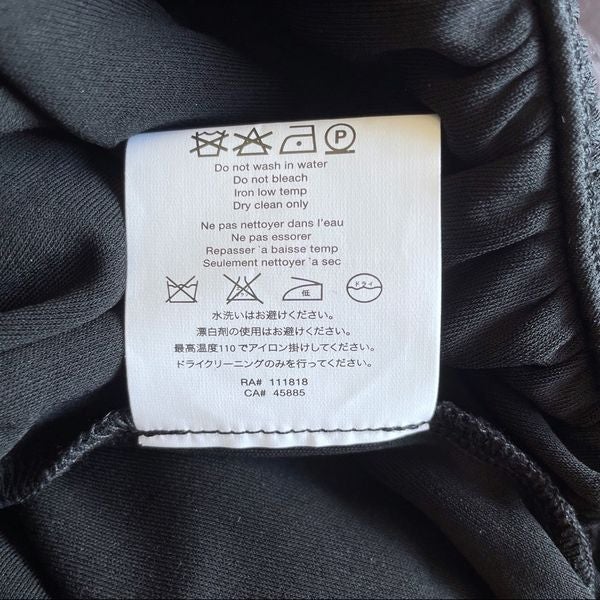 P
Do not wash in water
Do not bleach
Iron low temp
Dry clean only
Ne pas nettoyer dans l'eau
Ne pas essorer
Repasser `a baisse temp
Seulement nettoyer `a sec
低 ドライ
水洗いはお避けください。
漂白剤の使用はお避けください。
最高温度110でアイロン掛けしてください。
ドライクリーニングのみを行ってください。
RA# 111818
CA# 45885